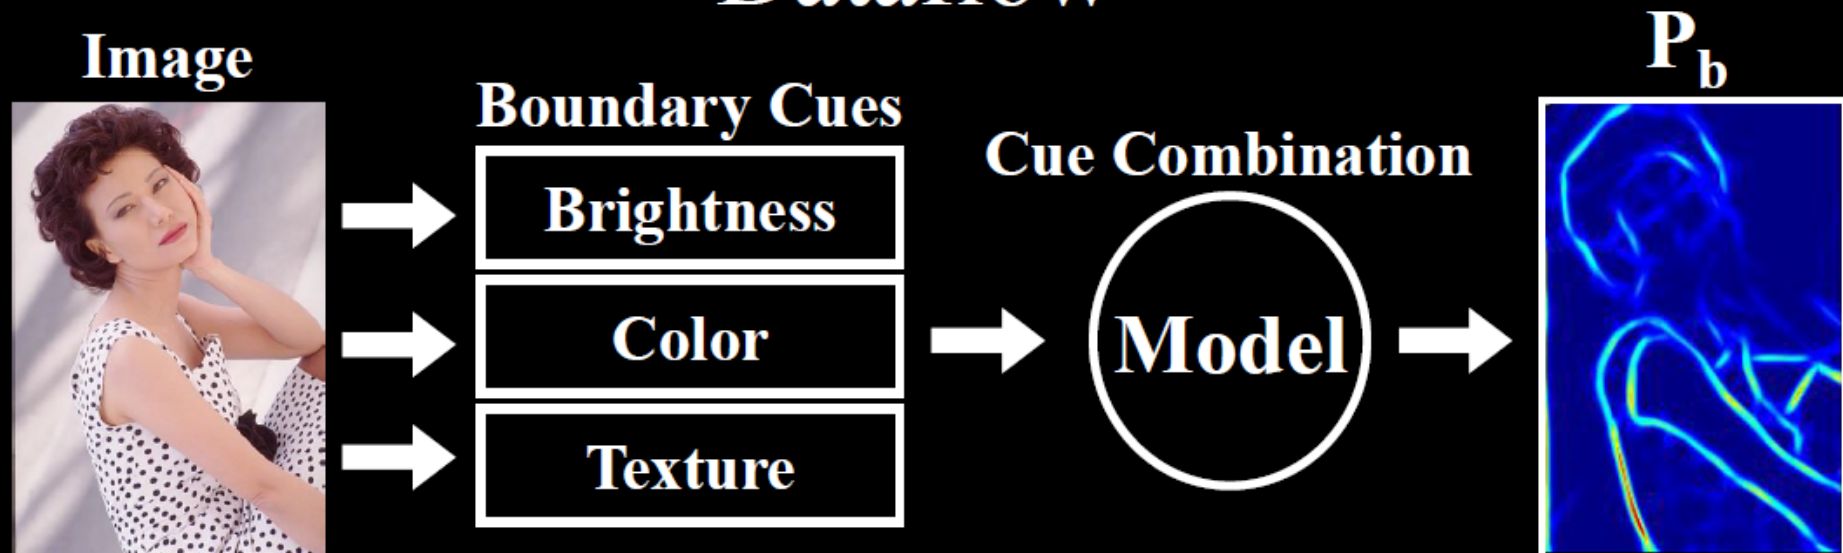 Image
Boundary Cues
Brightness
Color
Texture
Cue Combination
Model
Pb